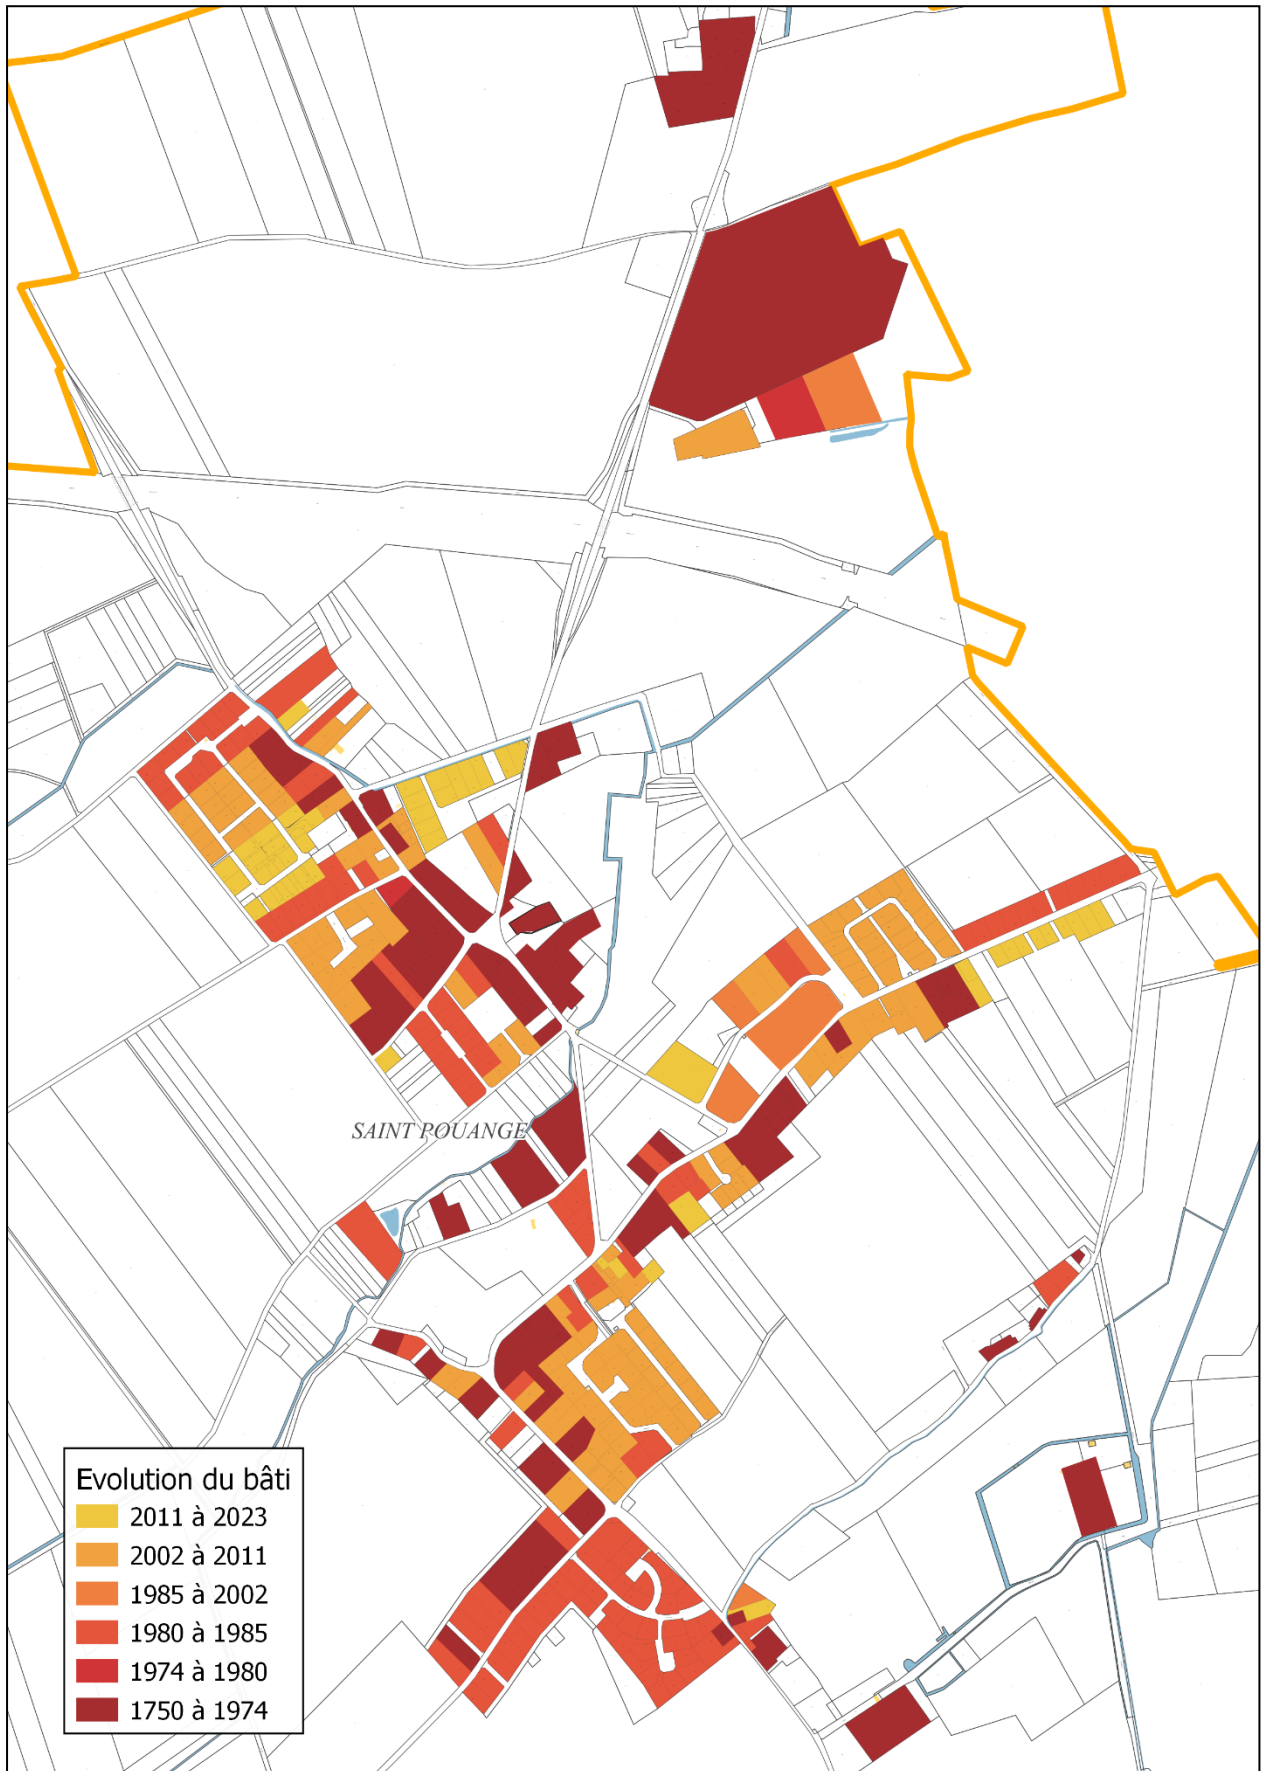 SAINT POUANGE
Evolution du bâti
2011 à 2023
2002 à 2011
1985 à 2002
1980 à 1985
1974 à 1980
1750 à 1974